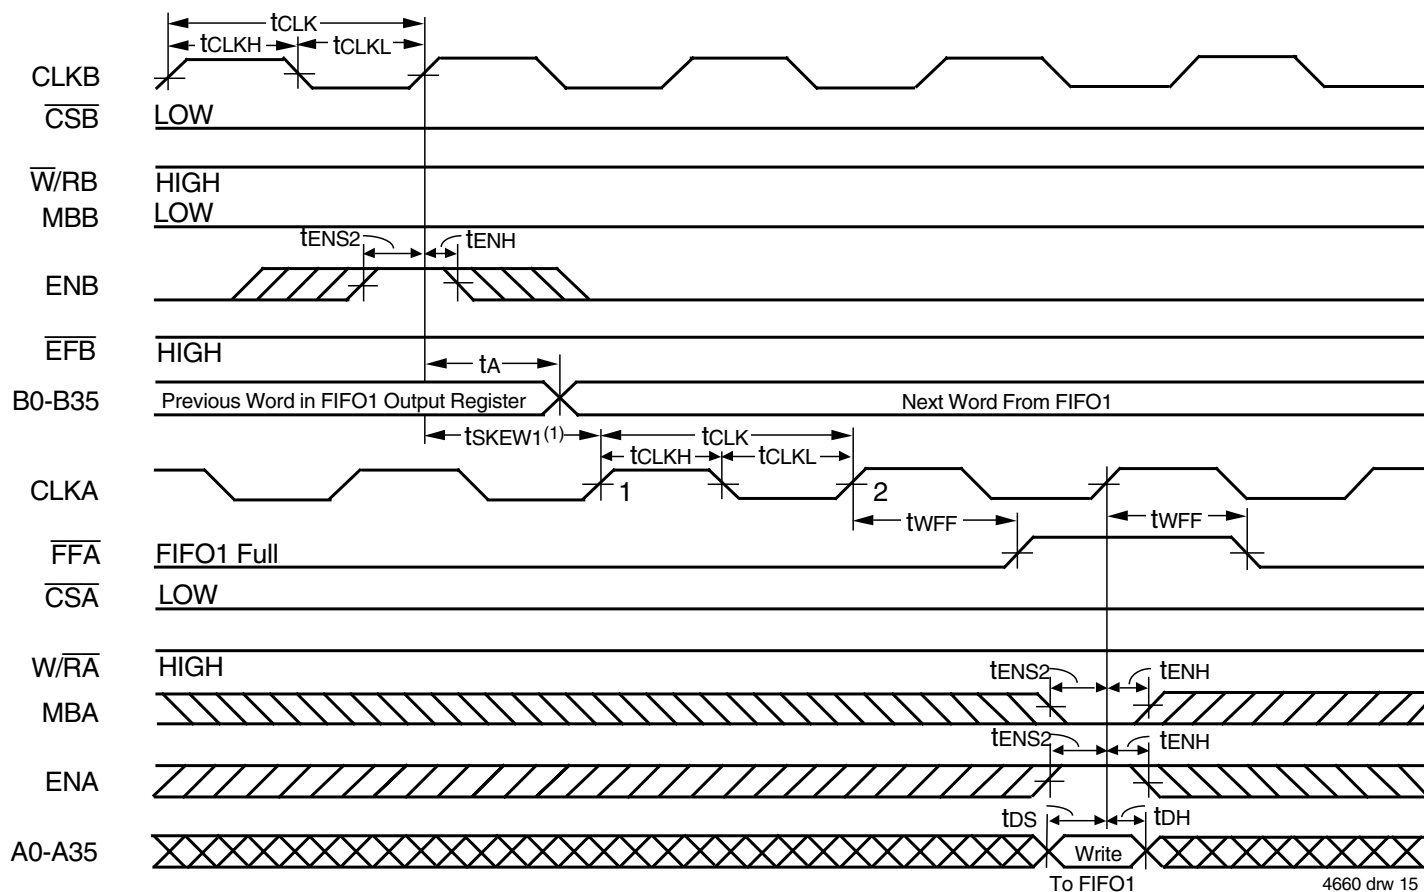 tCLK
tCLKH tCLKL
CLKB
CSB LOW
W/RB HIGH
MBB LOW
tENS2 tENH
ENB
EFB HIGH
tA
B0-B35 Previous Word in FIFO1 Output Register Next Word From FIFO1
tSKEW1(1) tCLK
tCLKH tCLKL
CLKA 1 2
tWFF tWFF
FFA FIFO1 Full
CSA LOW
W/RA HIGH
tENS2 tENH
MBA
tENS2 tENH
ENA
tDS tDH
A0-A35 Write
To FIFO1
4660 drw 15